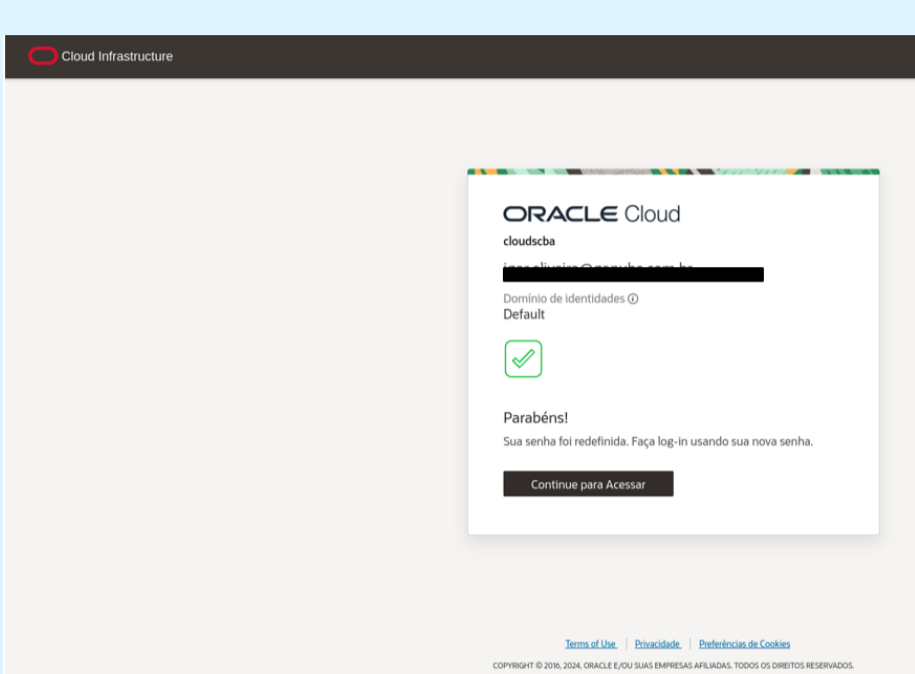 Cloud Infrastructure
ORACLE Cloud
cloudscba
Domínio de identidades
Default
Parabéns!
Sua senha foi redefinida. Faça log-in usando sua nova senha.
Continue para Acessar
Terms of Use | Privacidade | Preferências de Cookies
COPYRIGHT © 2016, 2024, ORACLE E/OU SUAS EMPRESAS AFILIADAS. TODOS OS DIREITOS RESERVADOS.